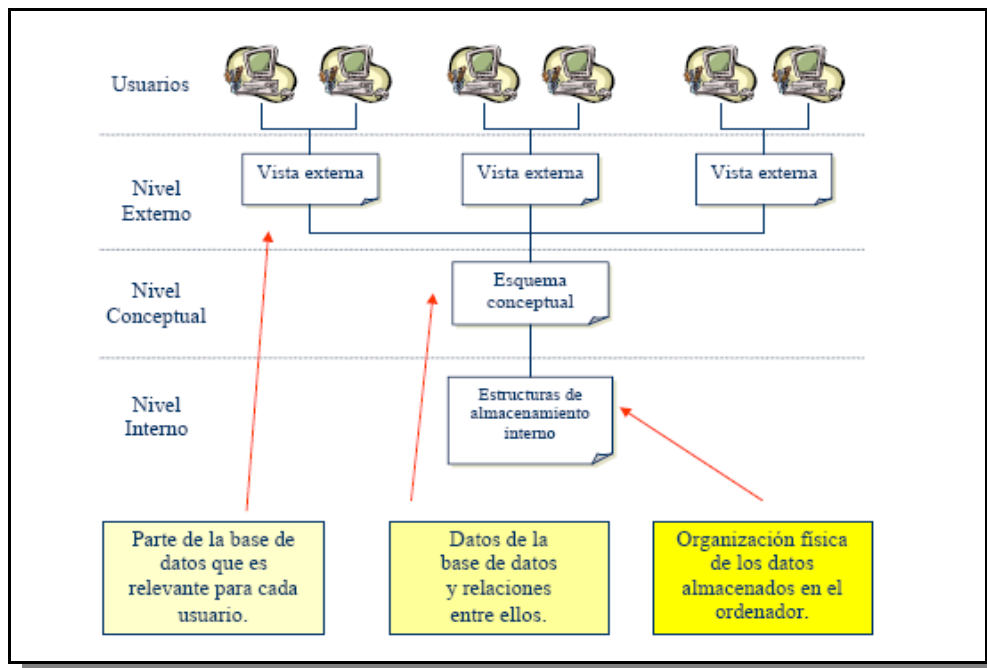 Usuarios
Vista externa
Vista externa
Vista externa
Nivel
Externo
Esquema
conceptual
Nivel
Conceptual
Estructuras de
almacenamiento
interno
Nivel
Interno
Parte de la base de
datos que es
relevante para cada
usuario.
Datos de la
base de datos
y relaciones
entre ellos.
Organización física
de los datos
almacenados en el
ordenador.